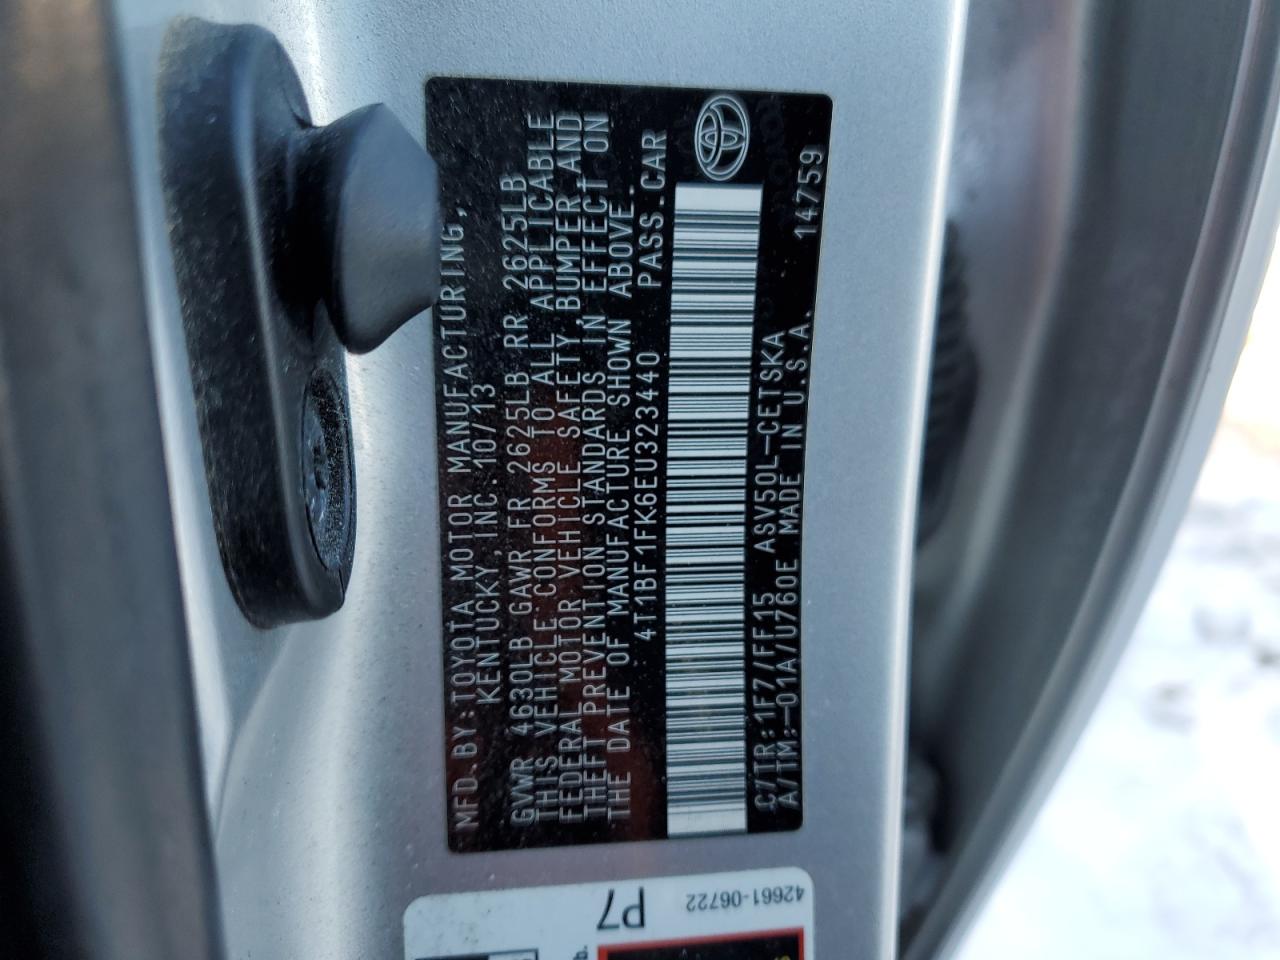 MFD. BY: TOYOTA MOTOR MANUFACTURING,
KENTUCKY, INC. 10/13
GVWR 4630LB GAWR FR 2625LB RR 2625LB
THIS VEHICLE CONFORMS TO ALL APPLICABLE
FEDERAL MOTOR VEHICLE SAFETY, BUMPER, AND
THEFT PREVENTION STANDARDS IN EFFECT ON
THE DATE OF MANUFACTURE SHOWN ABOVE.
4T1BF1FK6EU323440 PASS.CAR
C/TR:1F7/FF15 ASV50L-CETSKA
A/TM:-01A/U760E MADE IN U.S.A. 14759
42661-06722
P7